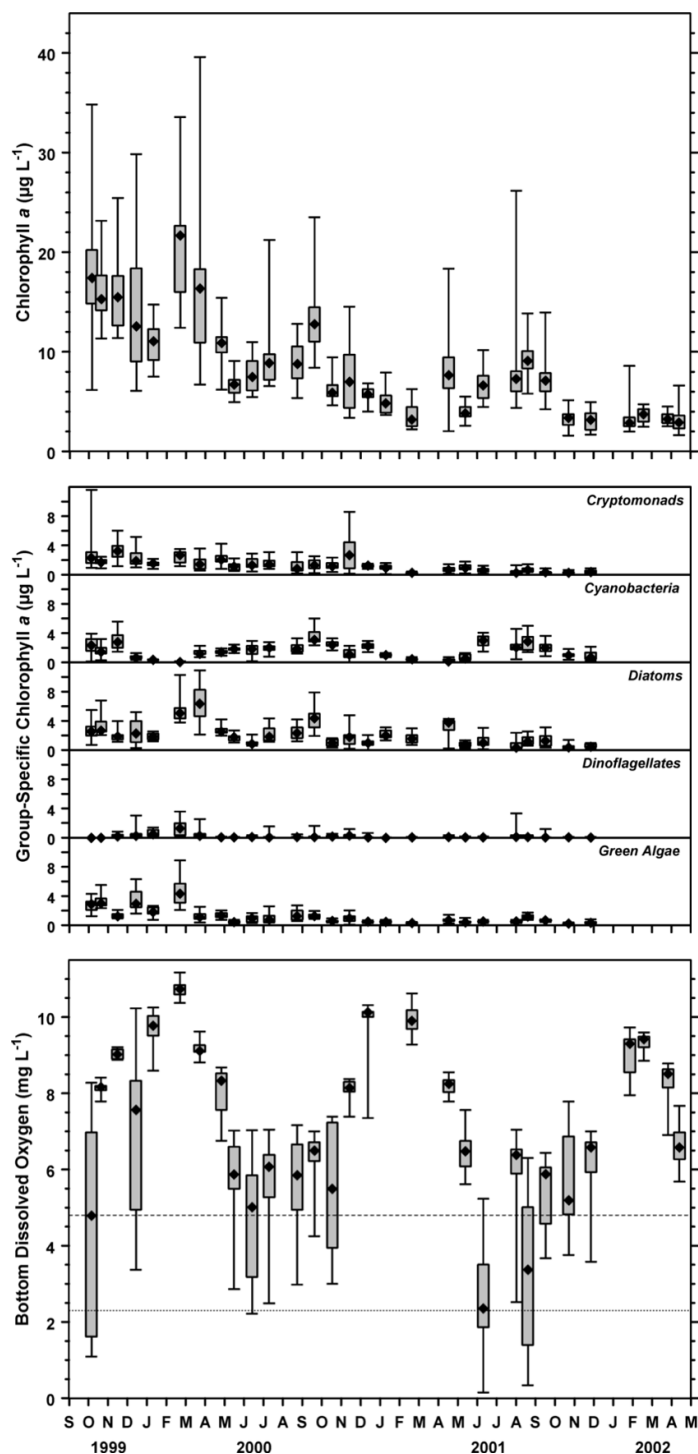 Chlorophyll a (µg L-1)
40
30
20
10
0
Group-Specific Chlorophyll a (µg L-1)
Cryptomonads
8
4
0
Cyanobacteria
8
4
0
Diatoms
8
4
0
Dinoflagellates
8
4
0
Green Algae
8
4
0
Bottom Dissolved Oxygen (mg L-1)
10
8
6
4
2
0
S O N D J F M A M J J A S O N D J F M A M J J A S O N D J F M A M
1999 2000 2001 2002